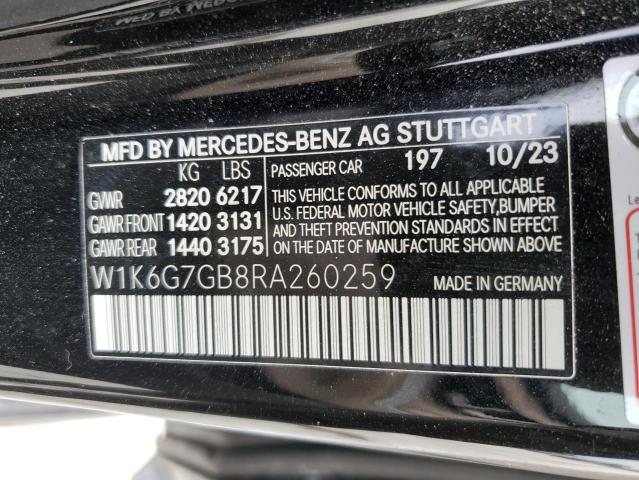 MFD BY MERCEDES-BENZ AG STUTTGART
KG LBS PASSENGER CAR 197 10/23
GVWR 2820 6217
GAWR FRONT 1420 3131
GAWR REAR 1440 3175
THIS VEHICLE CONFORMS TO ALL APPLICABLE
U.S. FEDERAL MOTOR VEHICLE SAFETY,BUMPER
AND THEFT PREVENTION STANDARDS IN EFFECT
ON THE DATE OF MANUFACTURE SHOWN ABOVE.
W1K6G7GB8RA260259 MADE IN GERMANY